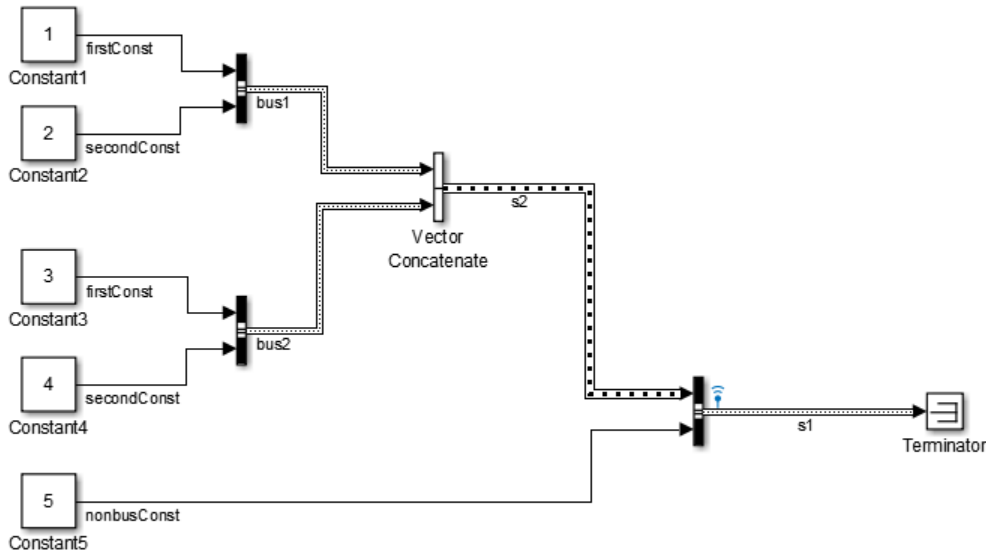 1
firstConst
Constant1
bus1
2
secondConst
Constant2
s2
Vector
Concatenate
3
firstConst
Constant3
bus2
4
secondConst
Constant4
s1
Terminator
5
nonbusConst
Constant5